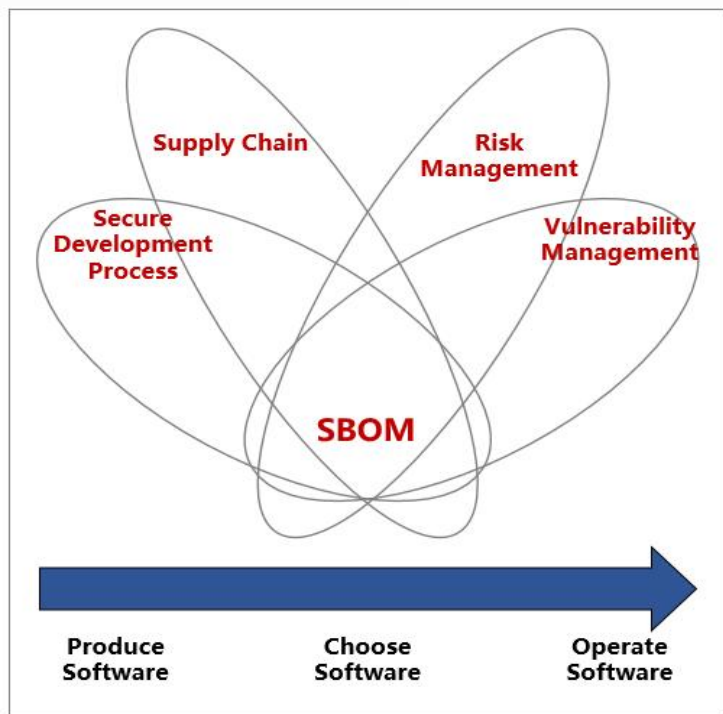 Supply Chain
Risk
Management
Secure
Development
Process
Vulnerability
Management
SBOM
Produce
Software
Choose
Software
Operate
Software